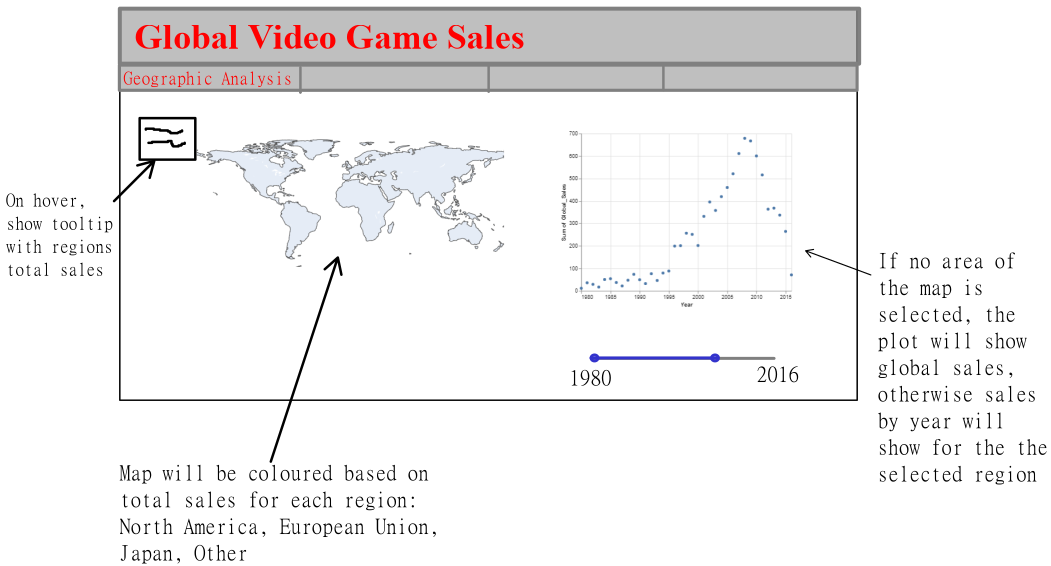 Global Video Game Sales
Geographic Analysis
On hover,
show tooltip
with regions
total sales
700
600
500
400
300
200
100
0
Sum of Global_Sales
1980
1985
1990
1995
2000
2005
2010
2015
Year
1980
2016
If no area of
the map is
selected, the
plot will show
global sales,
otherwise sales
by year will
show for the the
selected region
Map will be coloured based on
total sales for each region:
North America, European Union,
Japan, Other